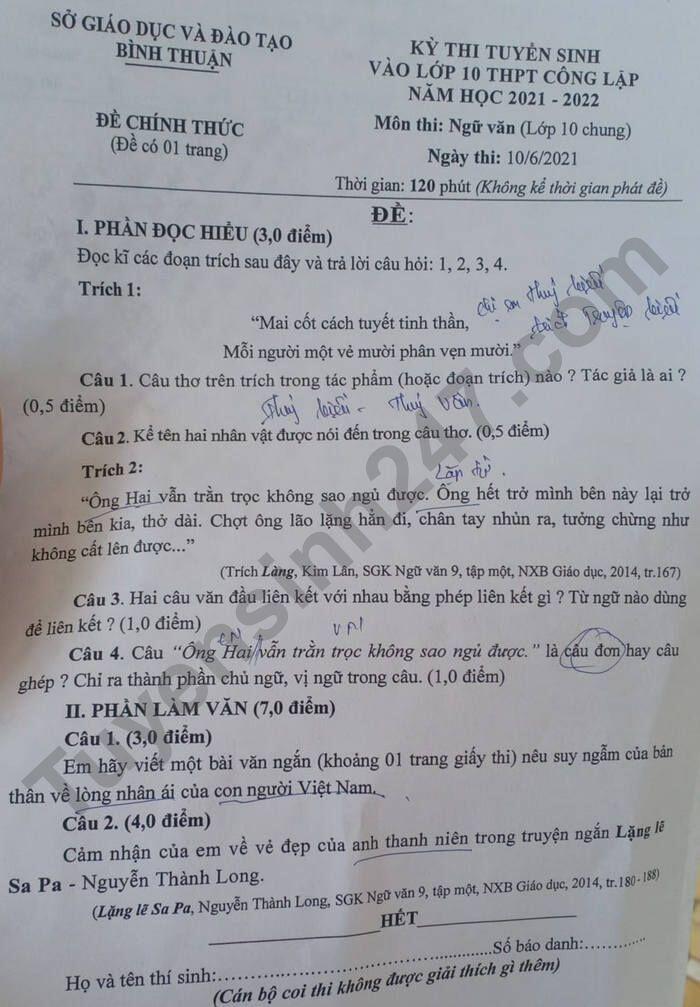 SỞ GIÁO DỤC VÀ ĐÀO TẠO
BÌNH THUẬN
ĐỀ CHÍNH THỨC
(Đề có 01 trang)
KỲ THI TUYỂN SINH
VÀO LỚP 10 THPT CÔNG LẬP
NĂM HỌC 2021 - 2022
Môn thi: Ngữ văn (Lớp 10 chung)
Ngày thi: 10/6/2021
Thời gian: 120 phút (Không kể thời gian phát đề)
ĐỀ:
I. PHẦN ĐỌC HIỂU (3,0 điểm)
Đọc kĩ các đoạn trích sau đây và trả lời câu hỏi: 1, 2, 3, 4.
Trích 1:
chị em Thuý Kiều
"Mai cốt cách tuyết tinh thần,
trích Truyện Kiều
Mỗi người một vẻ mười phân vẹn mười."
Câu 1. Câu thơ trên trích trong tác phẩm (hoặc đoạn trích) nào ? Tác giả là ai ?
(0,5 điểm)
Thuý Kiều - Thuý Vân.
Câu 2. Kể tên hai nhân vật được nói đến trong câu thơ. (0,5 điểm)
Trích 2:
Lặp từ.
"Ông Hai vẫn trằn trọc không sao ngủ được. Ông hết trở mình bên này lại trở
mình bên kia, thở dài. Chợt ông lão lặng hẳn đi, chân tay nhủn ra, tưởng chừng như
không cất lên được..."
(Trích Làng, Kim Lân, SGK Ngữ văn 9, tập một, NXB Giáo dục, 2014, tr.167)
Câu 3. Hai câu văn đầu liên kết với nhau bằng phép liên kết gì ? Từ ngữ nào dùng
để liên kết ? (1,0 điểm)
CN VN
Câu 4. Câu "Ông Hai vẫn trằn trọc không sao ngủ được." là câu đơn hay câu
ghép ? Chỉ ra thành phần chủ ngữ, vị ngữ trong câu. (1,0 điểm)
II. PHẦN LÀM VĂN (7,0 điểm)
Câu 1. (3,0 điểm)
Em hãy viết một bài văn ngắn (khoảng 01 trang giấy thi) nêu suy ngẫm của bản
thân về lòng nhân ái của con người Việt Nam.
Câu 2. (4,0 điểm)
Cảm nhận của em về vẻ đẹp của anh thanh niên trong truyện ngắn Lặng lẽ
Sa Pa - Nguyễn Thành Long.
(Lặng lẽ Sa Pa, Nguyễn Thành Long, SGK Ngữ văn 9, tập một, NXB Giáo dục, 2014, tr.180-188)
HẾT
Họ và tên thí sinh:..............................Số báo danh:............
(Cán bộ coi thi không được giải thích gì thêm)
Tuyensinh247.com